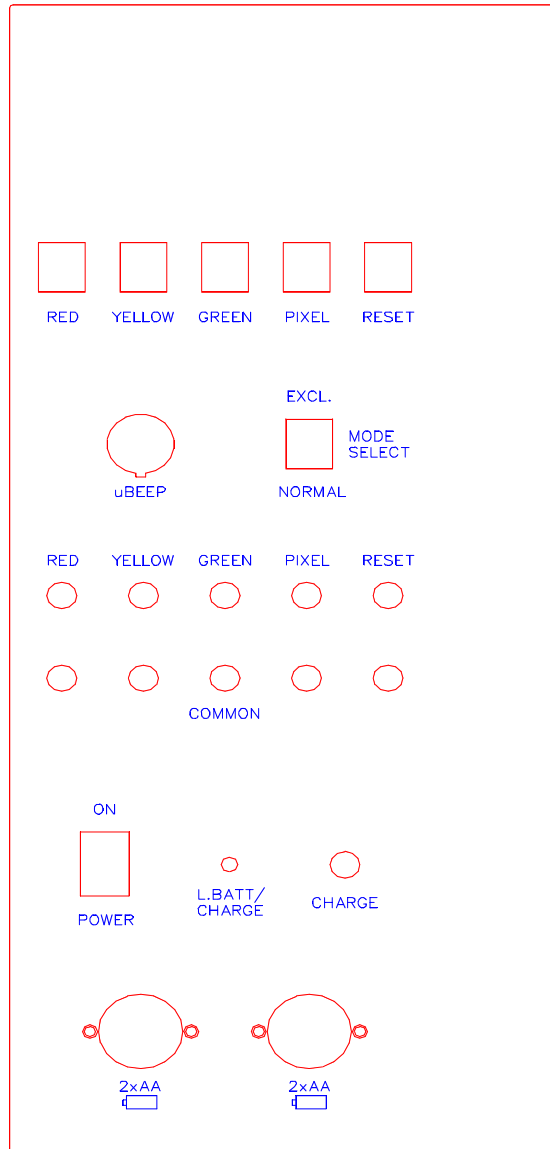 RED YELLOW GREEN PIXEL RESET
EXCL.
MODE
SELECT
uBEEP NORMAL
RED YELLOW GREEN PIXEL RESET
COMMON
ON
L.BATT/
CHARGE
CHARGE
POWER
2xAA 2xAA